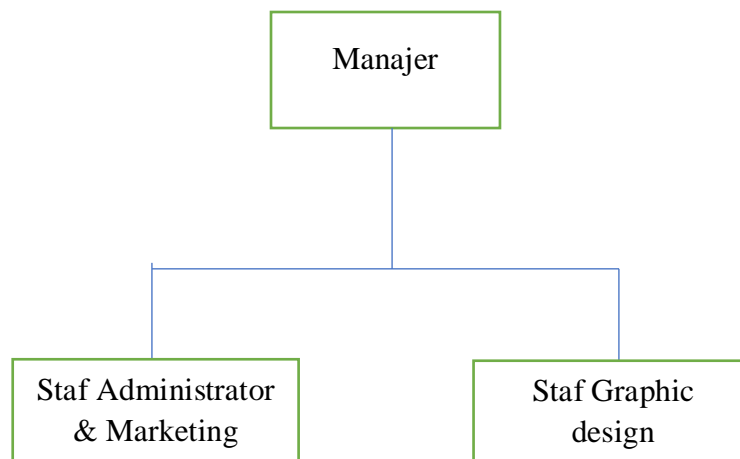 Manajer
Staf Administrator
& Marketing
Staf Graphic
design